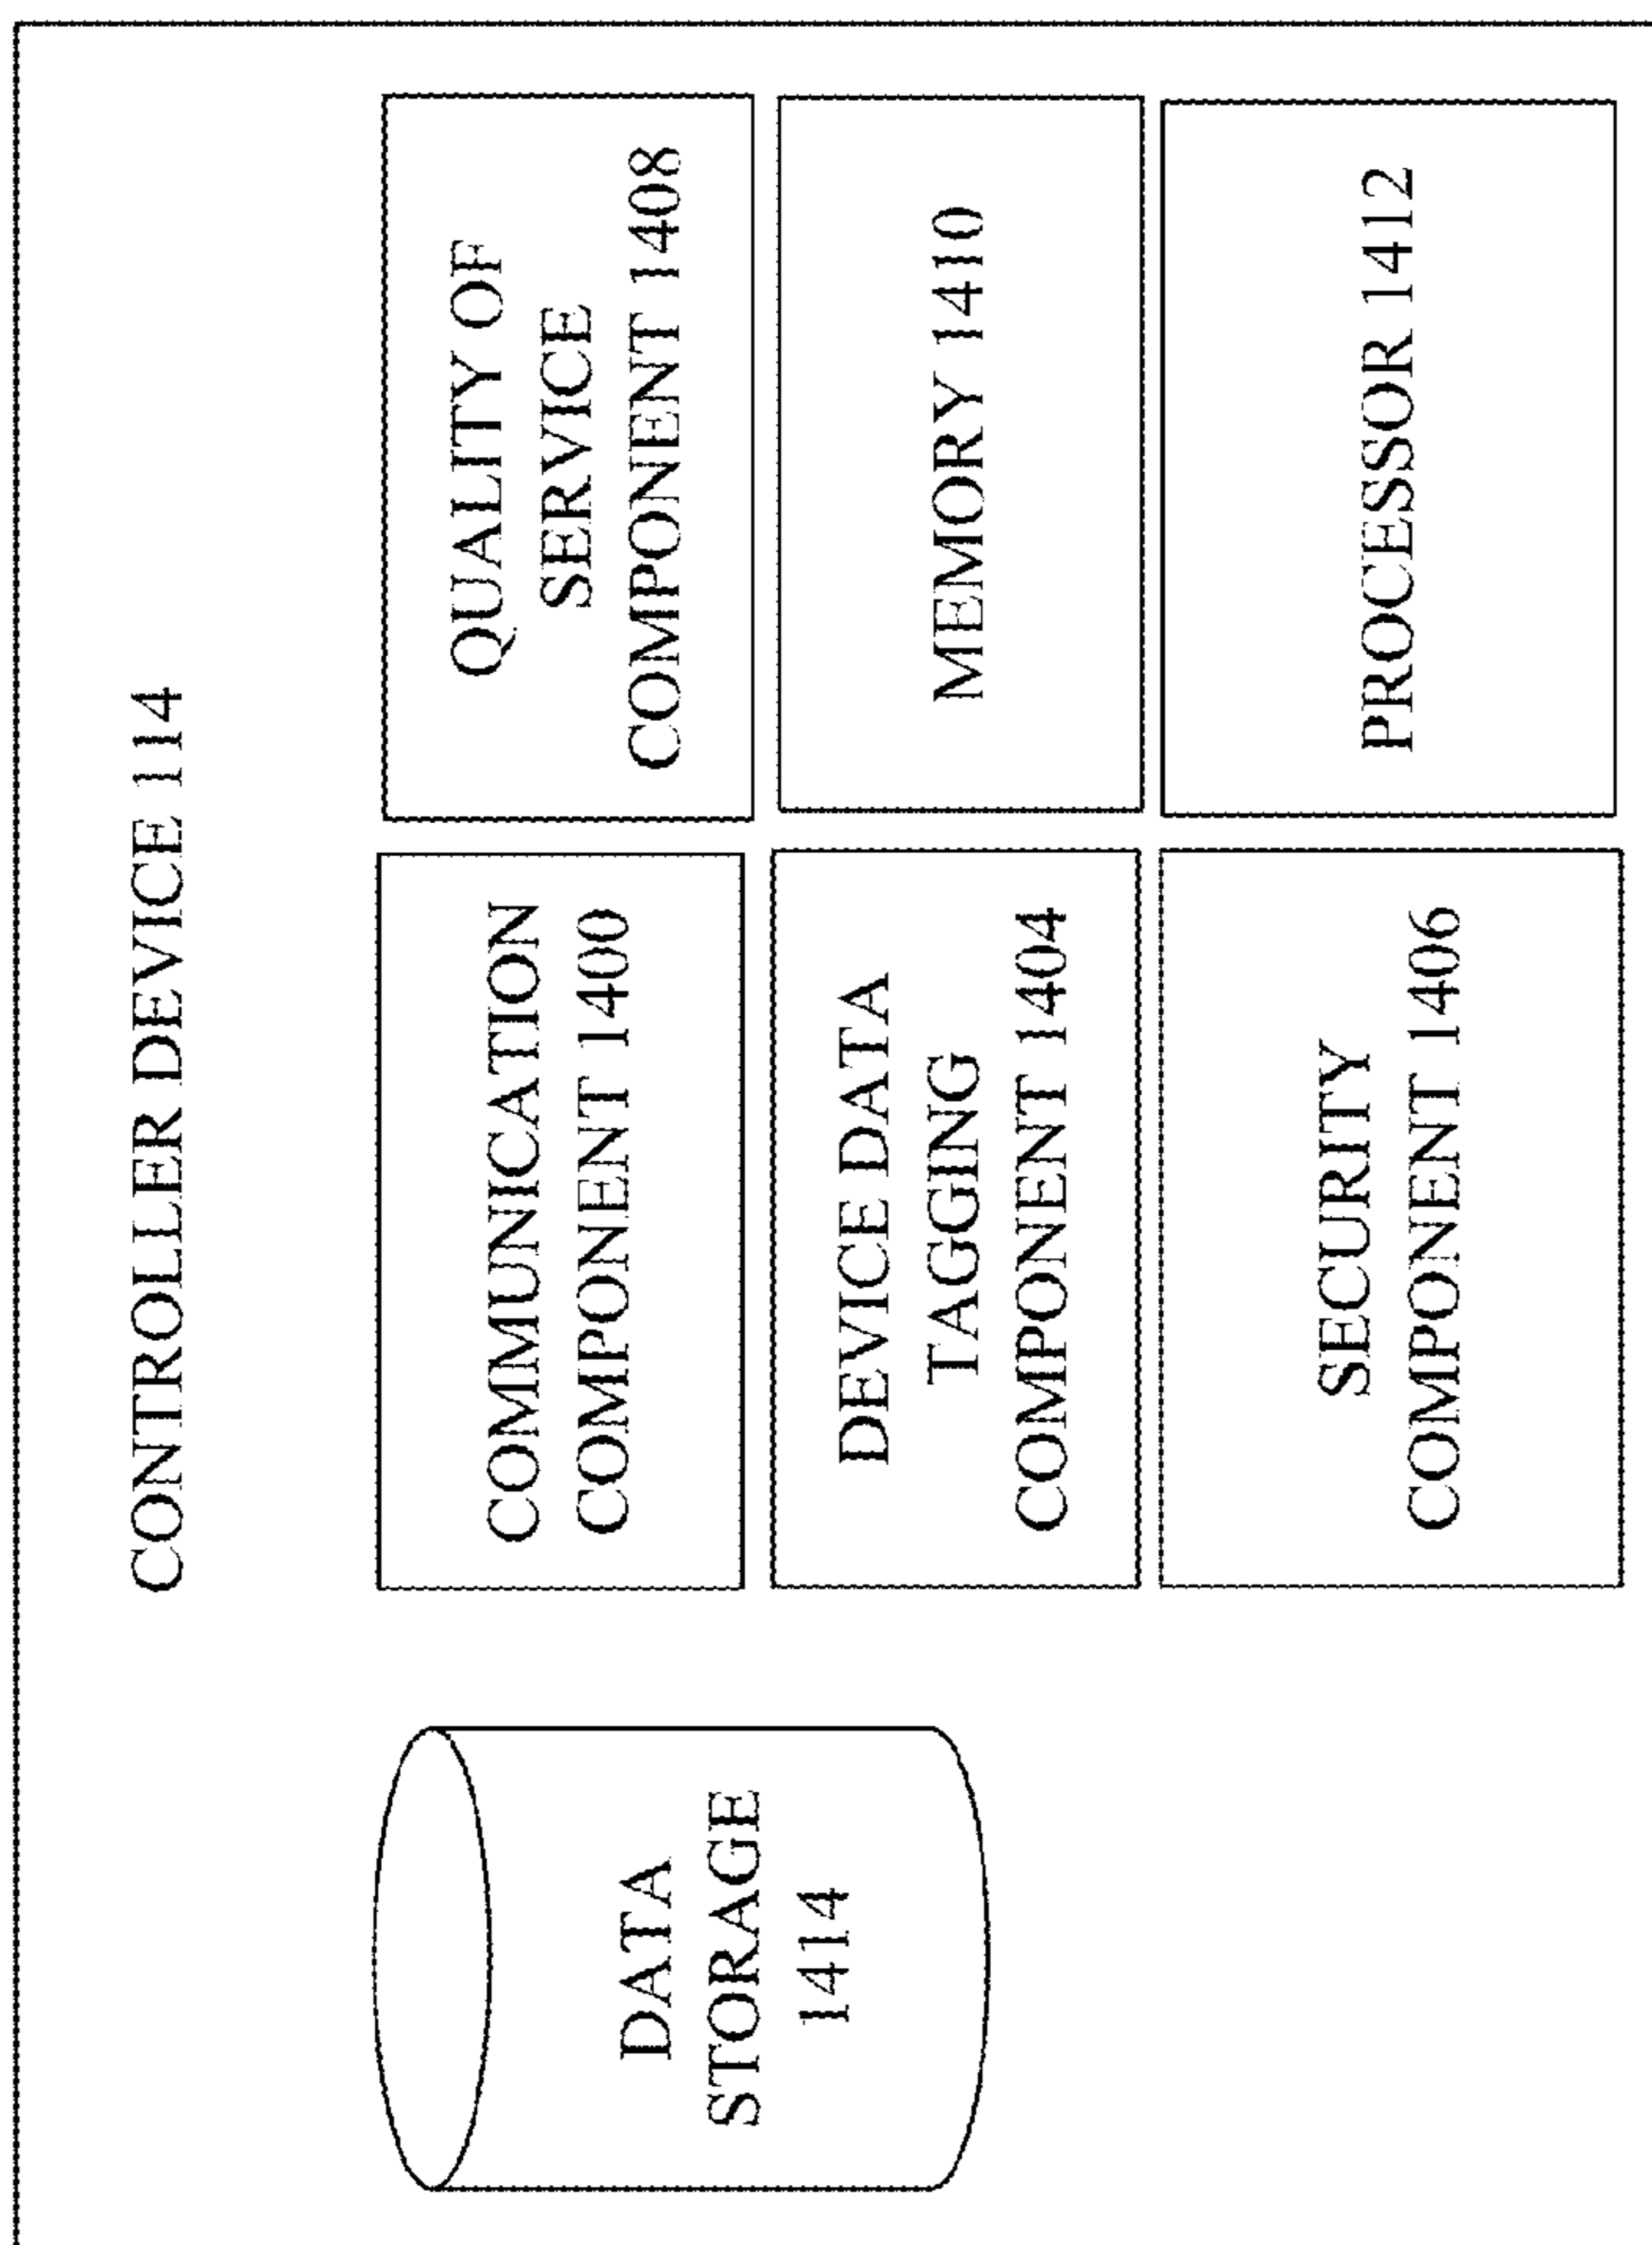 CONTROLLER DEVICE 114
DATA
STORAGE
1414
COMMUNICATION
COMPONENT 1400
DEVICE DATA
TAGGING
COMPONENT 1404
SECURITY
COMPONENT 1406
QUALITY OF
SERVICE
COMPONENT 1408
MEMORY 1410
PROCESSOR 1412